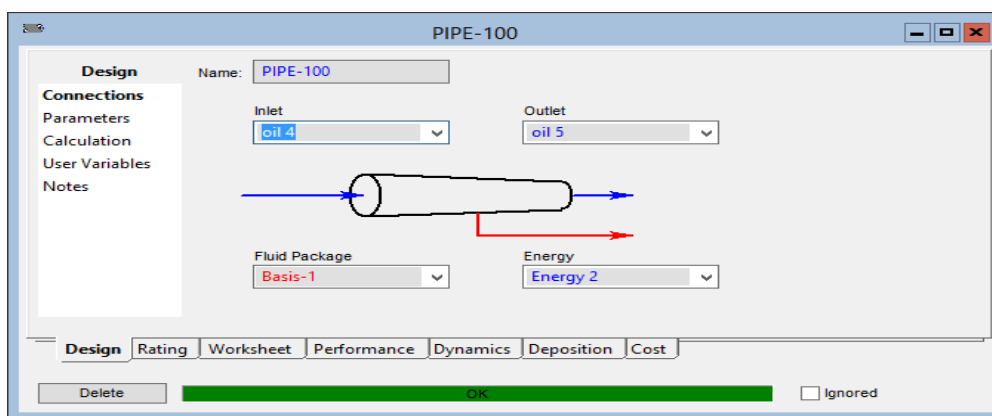 PIPE-100
Design
Name: PIPE-100
Connections
Parameters
Calculation
User Variables
Notes
Inlet
Outlet
oil 4
oil 5
Fluid Package
Energy
Basis-1
Energy 2
Design Rating Worksheet Performance Dynamics Deposition Cost
Delete
OK
Ignored